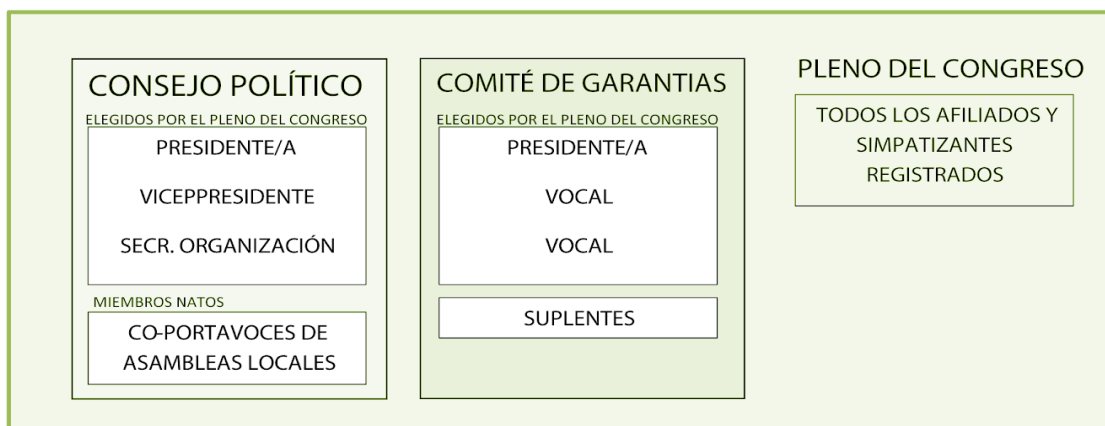 CONSEJO POLÍTICO
ELEGIDOS POR EL PLENO DEL CONGRESO
PRESIDENTE/A
VICEPPRESIDENTE
SECR. ORGANIZACIÓN
MIEMBROS NATOS
CO-PORTAVOCES DE
ASAMBLEAS LOCALES
COMITÉ DE GARANTIAS
ELEGIDOS POR EL PLENO DEL CONGRESO
PRESIDENTE/A
VOCAL
VOCAL
SUPLENTES
PLENO DEL CONGRESO
TODOS LOS AFILIADOS Y
SIMPATIZANTES
REGISTRADOS